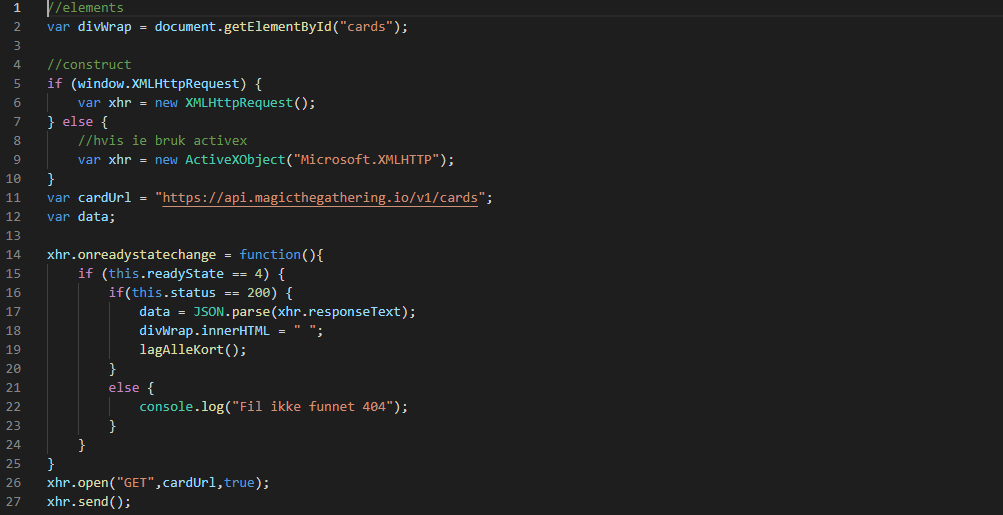 1 //elements
2 var divWrap = document.getElementById("cards");
3
4 //construct
5 if (window.XMLHttpRequest) {
6     var xhr = new XMLHttpRequest();
7 } else {
8     //hvis ie bruk activex
9     var xhr = new ActiveXObject("Microsoft.XMLHTTP");
10 }
11 var cardUrl = "https://api.magicthegathering.io/v1/cards";
12 var data;
13
14 xhr.onreadystatechange = function(){
15     if (this.readyState == 4) {
16         if(this.status == 200) {
17             data = JSON.parse(xhr.responseText);
18             divWrap.innerHTML = " ";
19             lagAlleKort();
20         }
21         else {
22             console.log("Fil ikke funnet 404");
23         }
24     }
25 }
26 xhr.open("GET",cardUrl,true);
27 xhr.send();